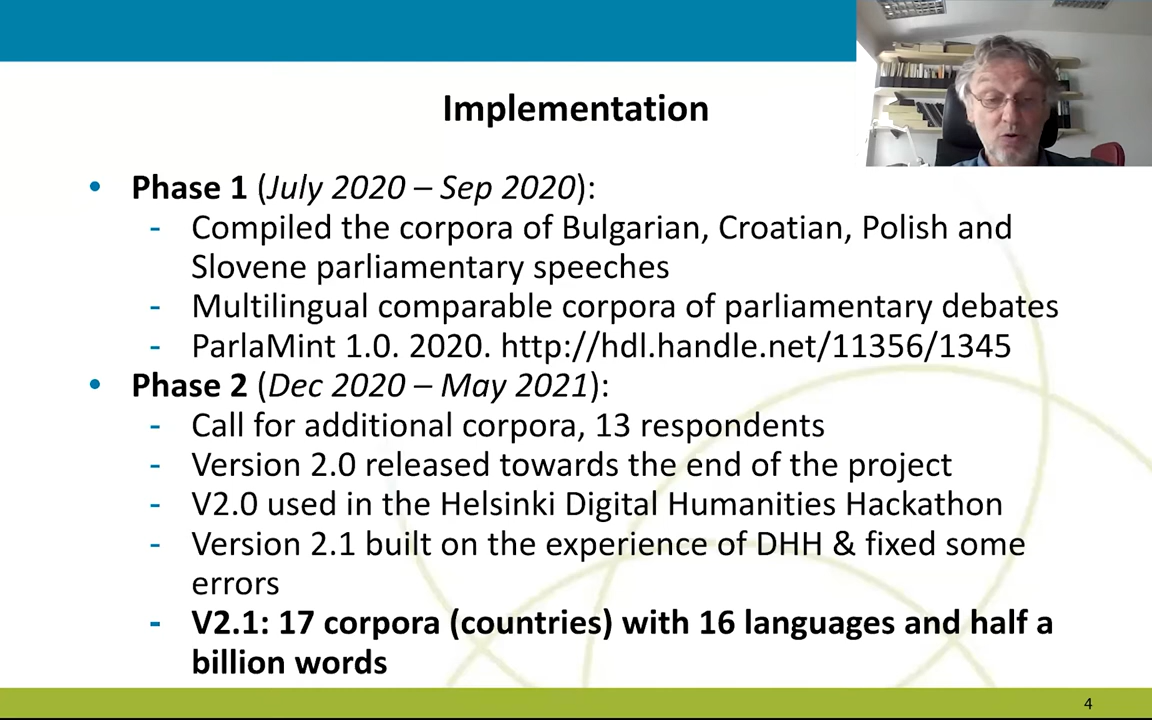 Implementation
• Phase 1 (July 2020 – Sep 2020):
- Compiled the corpora of Bulgarian, Croatian, Polish and
Slovene parliamentary speeches
- Multilingual comparable corpora of parliamentary debates
- ParlaMint 1.0. 2020. http://hdl.handle.net/11356/1345
• Phase 2 (Dec 2020 – May 2021):
- Call for additional corpora, 13 respondents
- Version 2.0 released towards the end of the project
- V2.0 used in the Helsinki Digital Humanities Hackathon
- Version 2.1 built on the experience of DHH & fixed some
errors
- V2.1: 17 corpora (countries) with 16 languages and half a
billion words
4